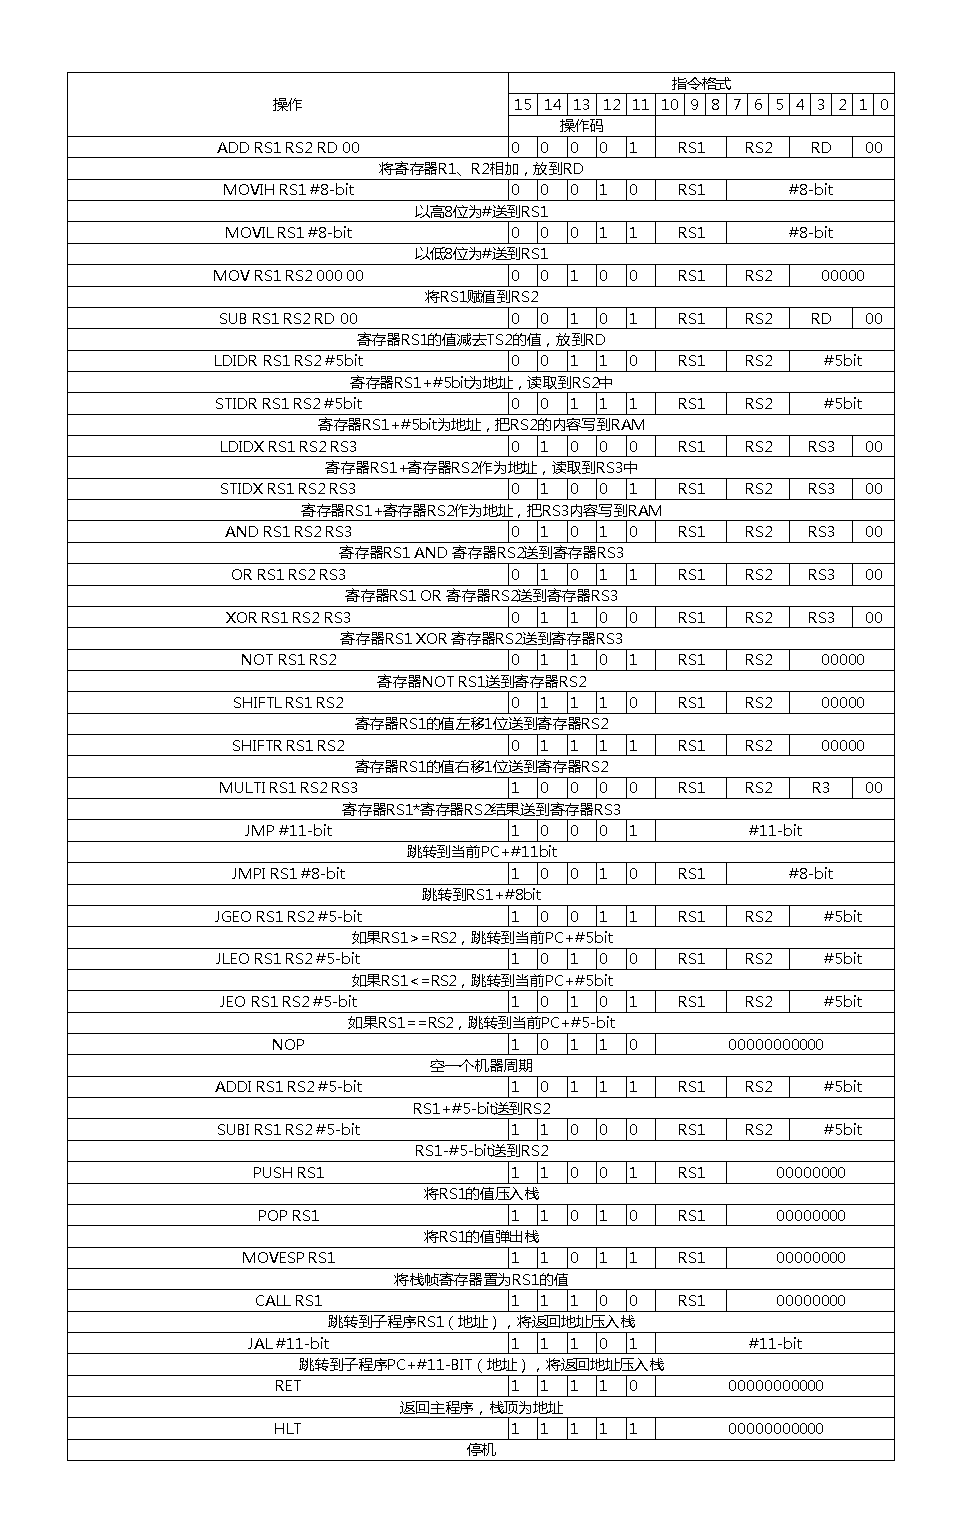 指令格式
操作
15 14 13 12 11 10 9 8 7 6 5 4 3 2 1 0
操作码
ADD RS1 RS2 RD 00 0 0 0 0 1 RS1 RS2 RD 00
将寄存器R1、R2相加，放到RD
MOVIH RS1 #8-bit 0 0 0 1 0 RS1 #8-bit
以高8位为#送到RS1
MOVIL RS1 #8-bit 0 0 0 1 1 RS1 #8-bit
以低8位为#送到RS1
MOV RS1 RS2 000 00 0 0 1 0 0 RS1 RS2 00000
将RS1赋值到RS2
SUB RS1 RS2 RD 00 0 0 1 0 1 RS1 RS2 RD 00
寄存器RS1的值减去TS2的值，放到RD
LDIDR RS1 RS2 #5bit 0 0 1 1 0 RS1 RS2 #5bit
寄存器RS1+#5bit为地址，读取到RS2中
STIDR RS1 RS2 #5bit 0 0 1 1 1 RS1 RS2 #5bit
寄存器RS1+#5bit为地址，把RS2的内容写到RAM
LDIDX RS1 RS2 RS3 0 1 0 0 0 RS1 RS2 RS3 00
寄存器RS1+寄存器RS2作为地址，读取到RS3中
STIDX RS1 RS2 RS3 0 1 0 0 1 RS1 RS2 RS3 00
寄存器RS1+寄存器RS2作为地址，把RS3内容写到RAM
AND RS1 RS2 RS3 0 1 0 1 0 RS1 RS2 RS3 00
寄存器RS1 AND 寄存器RS2送到寄存器RS3
OR RS1 RS2 RS3 0 1 0 1 1 RS1 RS2 RS3 00
寄存器RS1 OR 寄存器RS2送到寄存器RS3
XOR RS1 RS2 RS3 0 1 1 0 0 RS1 RS2 RS3 00
寄存器RS1 XOR 寄存器RS2送到寄存器RS3
NOT RS1 RS2 0 1 1 0 1 RS1 RS2 00000
寄存器NOT RS1送到寄存器RS2
SHIFTL RS1 RS2 0 1 1 1 0 RS1 RS2 00000
寄存器RS1的值左移1位送到寄存器RS2
SHIFTR RS1 RS2 0 1 1 1 1 RS1 RS2 00000
寄存器RS1的值右移1位送到寄存器RS2
MULTI RS1 RS2 RS3 1 0 0 0 0 RS1 RS2 R3 00
寄存器RS1*寄存器RS2结果送到寄存器RS3
JMP #11-bit 1 0 0 0 1 #11-bit
跳转到当前PC+#11bit
JMPI RS1 #8-bit 1 0 0 1 0 RS1 #8-bit
跳转到RS1+#8bit
JGEO RS1 RS2 #5-bit 1 0 0 1 1 RS1 RS2 #5bit
如果RS1>=RS2，跳转到当前PC+#5bit
JLEO RS1 RS2 #5-bit 1 0 1 0 0 RS1 RS2 #5bit
如果RS1<=RS2，跳转到当前PC+#5bit
JEO RS1 RS2 #5-bit 1 0 1 0 1 RS1 RS2 #5bit
如果RS1==RS2，跳转到当前PC+#5-bit
NOP 1 0 1 1 0 00000000000
空一个机器周期
ADDI RS1 RS2 #5-bit 1 0 1 1 1 RS1 RS2 #5bit
RS1+#5-bit送到RS2
SUBI RS1 RS2 #5-bit 1 1 0 0 0 RS1 RS2 #5bit
RS1-#5-bit送到RS2
PUSH RS1 1 1 0 0 1 RS1 00000000
将RS1的值压入栈
POP RS1 1 1 0 1 0 RS1 00000000
将RS1的值弹出栈
MOVESP RS1 1 1 0 1 1 RS1 00000000
将栈帧寄存器置为RS1的值
CALL RS1 1 1 1 0 0 RS1 00000000
跳转到子程序RS1（地址），将返回地址压入栈
JAL #11-bit 1 1 1 0 1 #11-bit
跳转到子程序PC+#11-BIT（地址），将返回地址压入栈
RET 1 1 1 1 0 00000000000
返回主程序，栈顶为地址
HLT 1 1 1 1 1 00000000000
停机